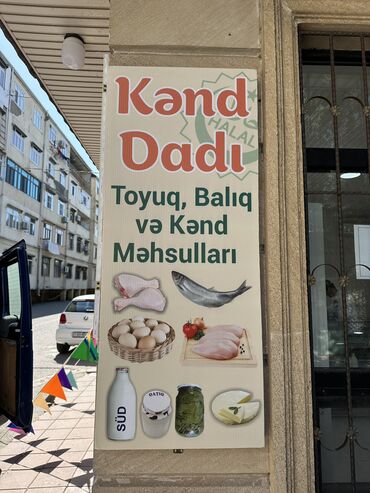 Kənd
HALAL
Dadı
Toyuq, Balıq
və Kənd
Məhsulları
SÜD
QATIQ